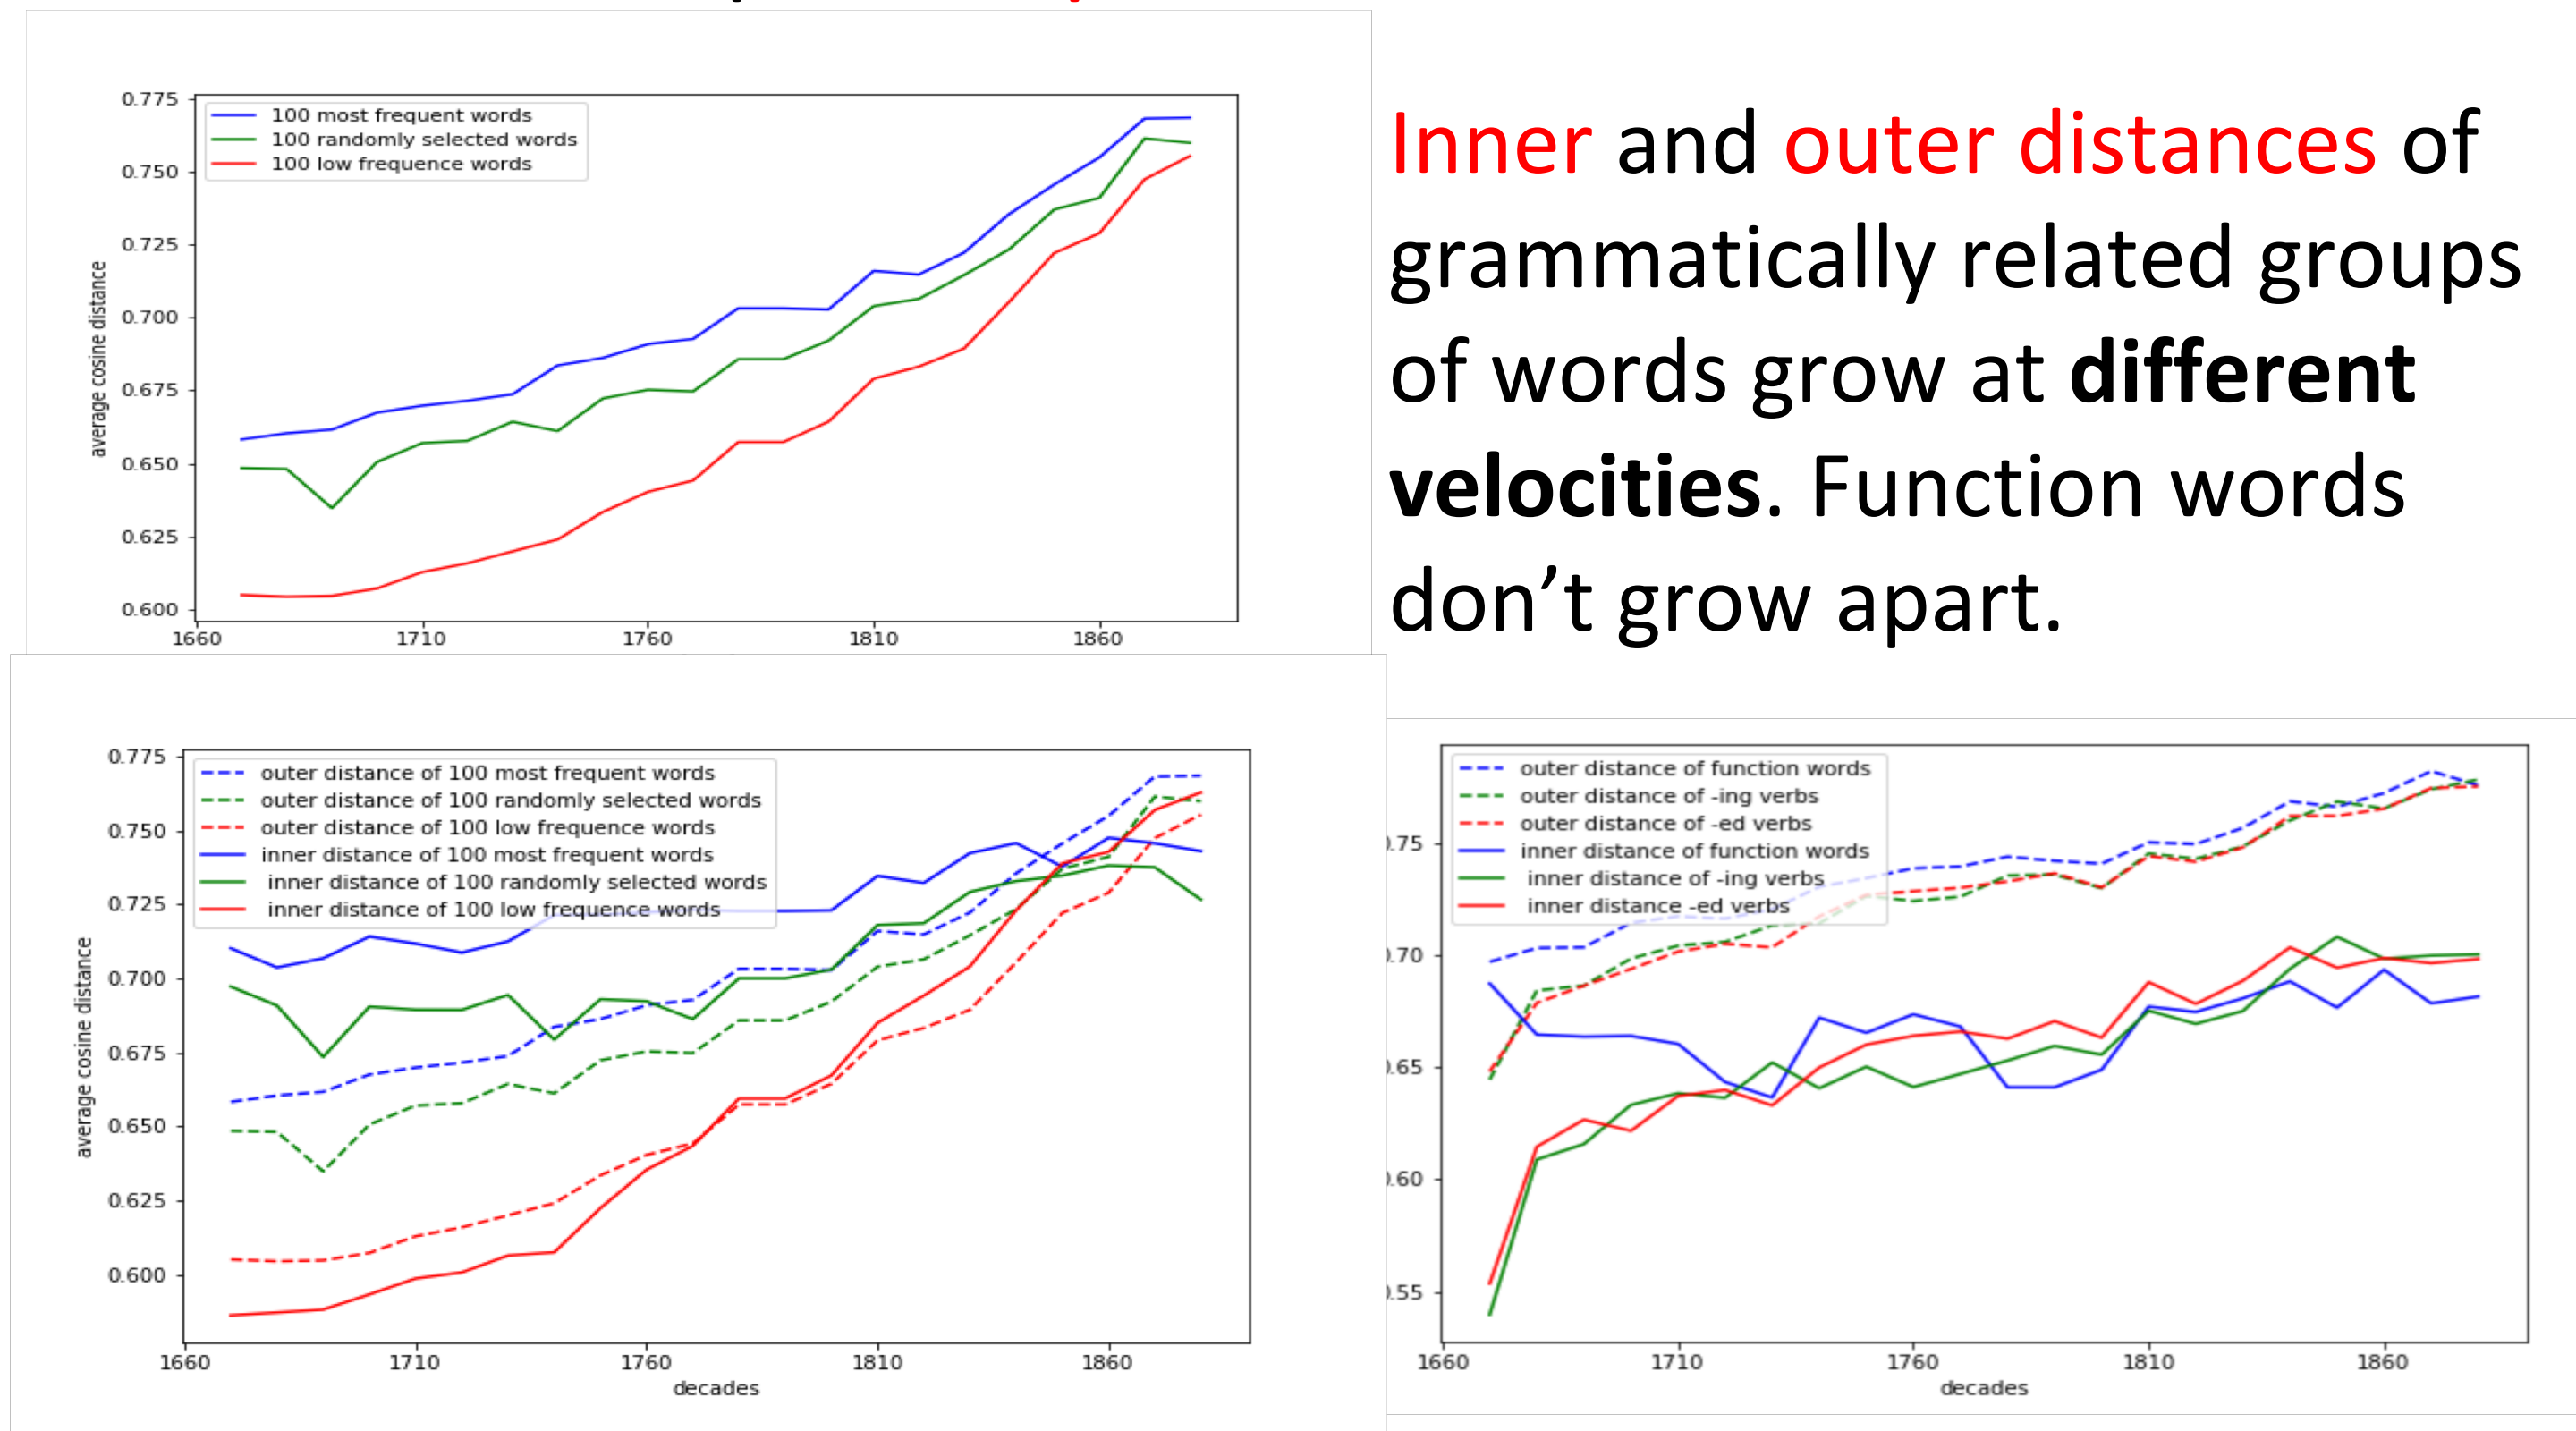 0.775
0.750
0.725
0.700
0.675
0.650
0.625
0.600
average cosine distance
100 most frequent words
100 randomly selected words
100 low frequence words
1660 1710 1760 1810 1860
Inner and outer distances of
grammatically related groups
of words grow at different
velocities. Function words
don’t grow apart.
0.775
0.750
0.725
0.700
0.675
0.650
0.625
0.600
average cosine distance
outer distance of 100 most frequent words
outer distance of 100 randomly selected words
outer distance of 100 low frequence words
inner distance of 100 most frequent words
inner distance of 100 randomly selected words
inner distance of 100 low frequence words
1660 1710 1760 1810 1860
decades
outer distance of function words
outer distance of -ing verbs
outer distance of -ed verbs
inner distance of function words
inner distance of -ing verbs
inner distance -ed verbs
.75
.70
.65
.60
.55
1660 1710 1760 1810 1860
decades